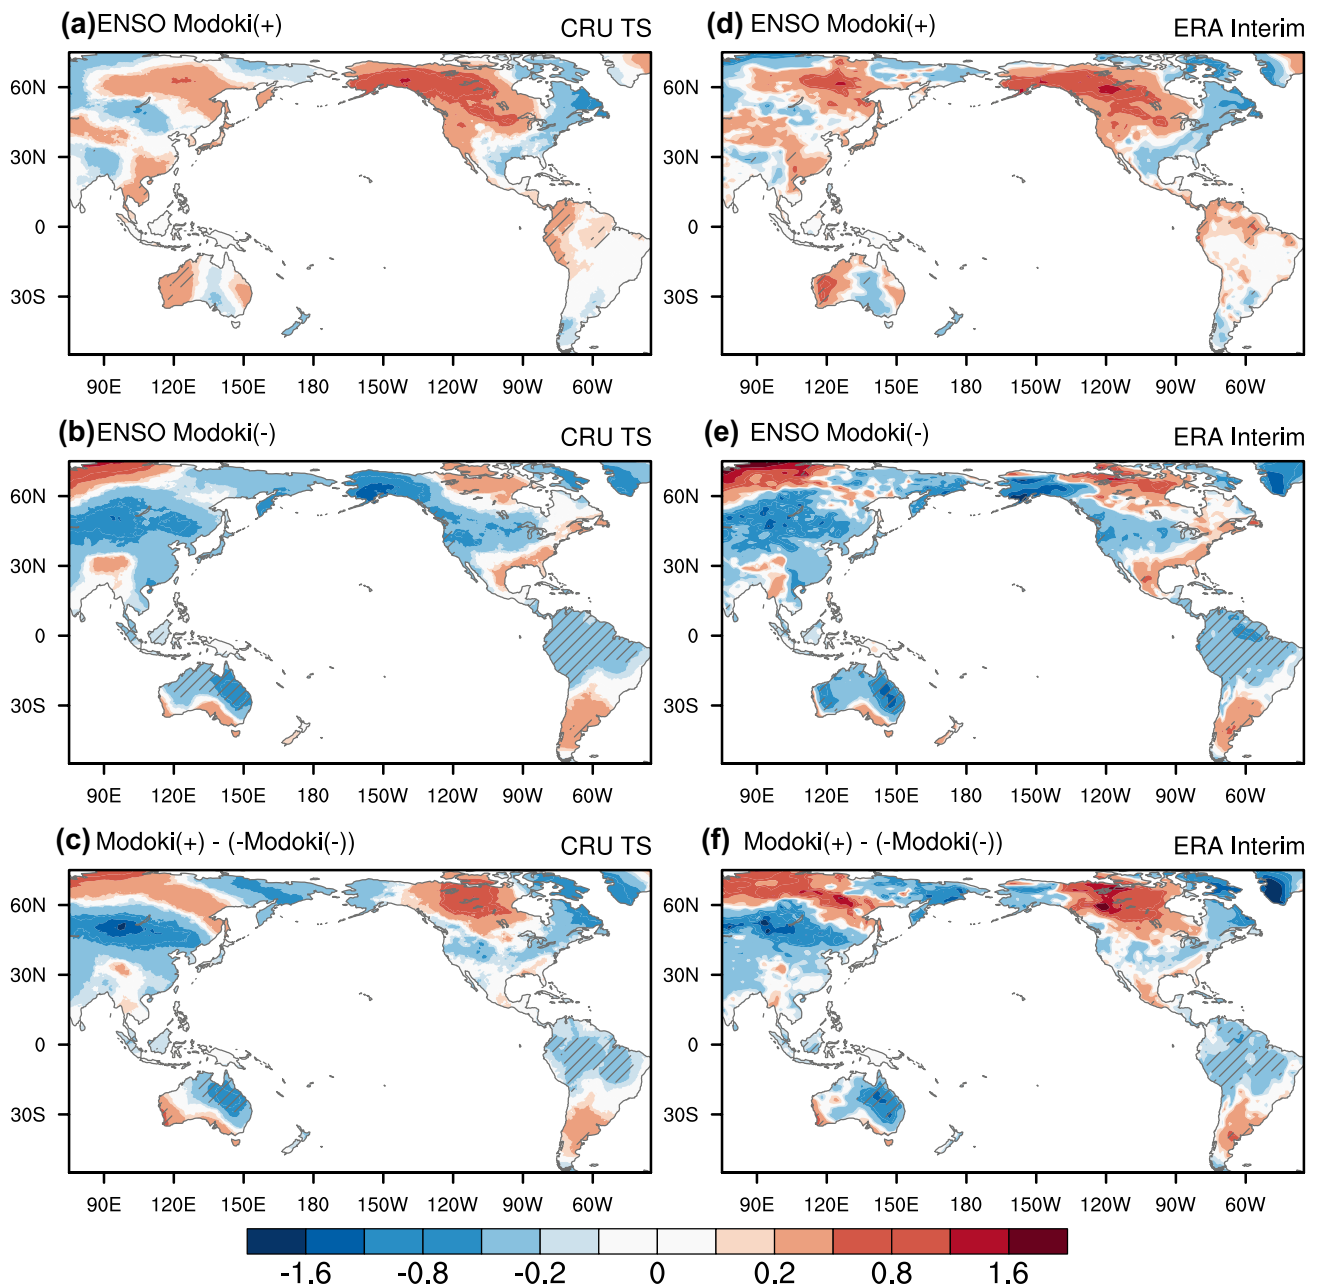 (a) ENSO Modoki(+) CRU TS
60N
30N
0
30S
90E 120E 150E 180 150W 120W 90W 60W
(d) ENSO Modoki(+) ERA Interim
60N
30N
0
30S
90E 120E 150E 180 150W 120W 90W 60W
(b) ENSO Modoki(-) CRU TS
60N
30N
0
30S
90E 120E 150E 180 150W 120W 90W 60W
(e) ENSO Modoki(-) ERA Interim
60N
30N
0
30S
90E 120E 150E 180 150W 120W 90W 60W
(c) Modoki(+) - (-Modoki(-)) CRU TS
60N
30N
0
30S
90E 120E 150E 180 150W 120W 90W 60W
(f) Modoki(+) - (-Modoki(-)) ERA Interim
60N
30N
0
30S
90E 120E 150E 180 150W 120W 90W 60W
-1.6 -0.8 -0.2 0 0.2 0.8 1.6